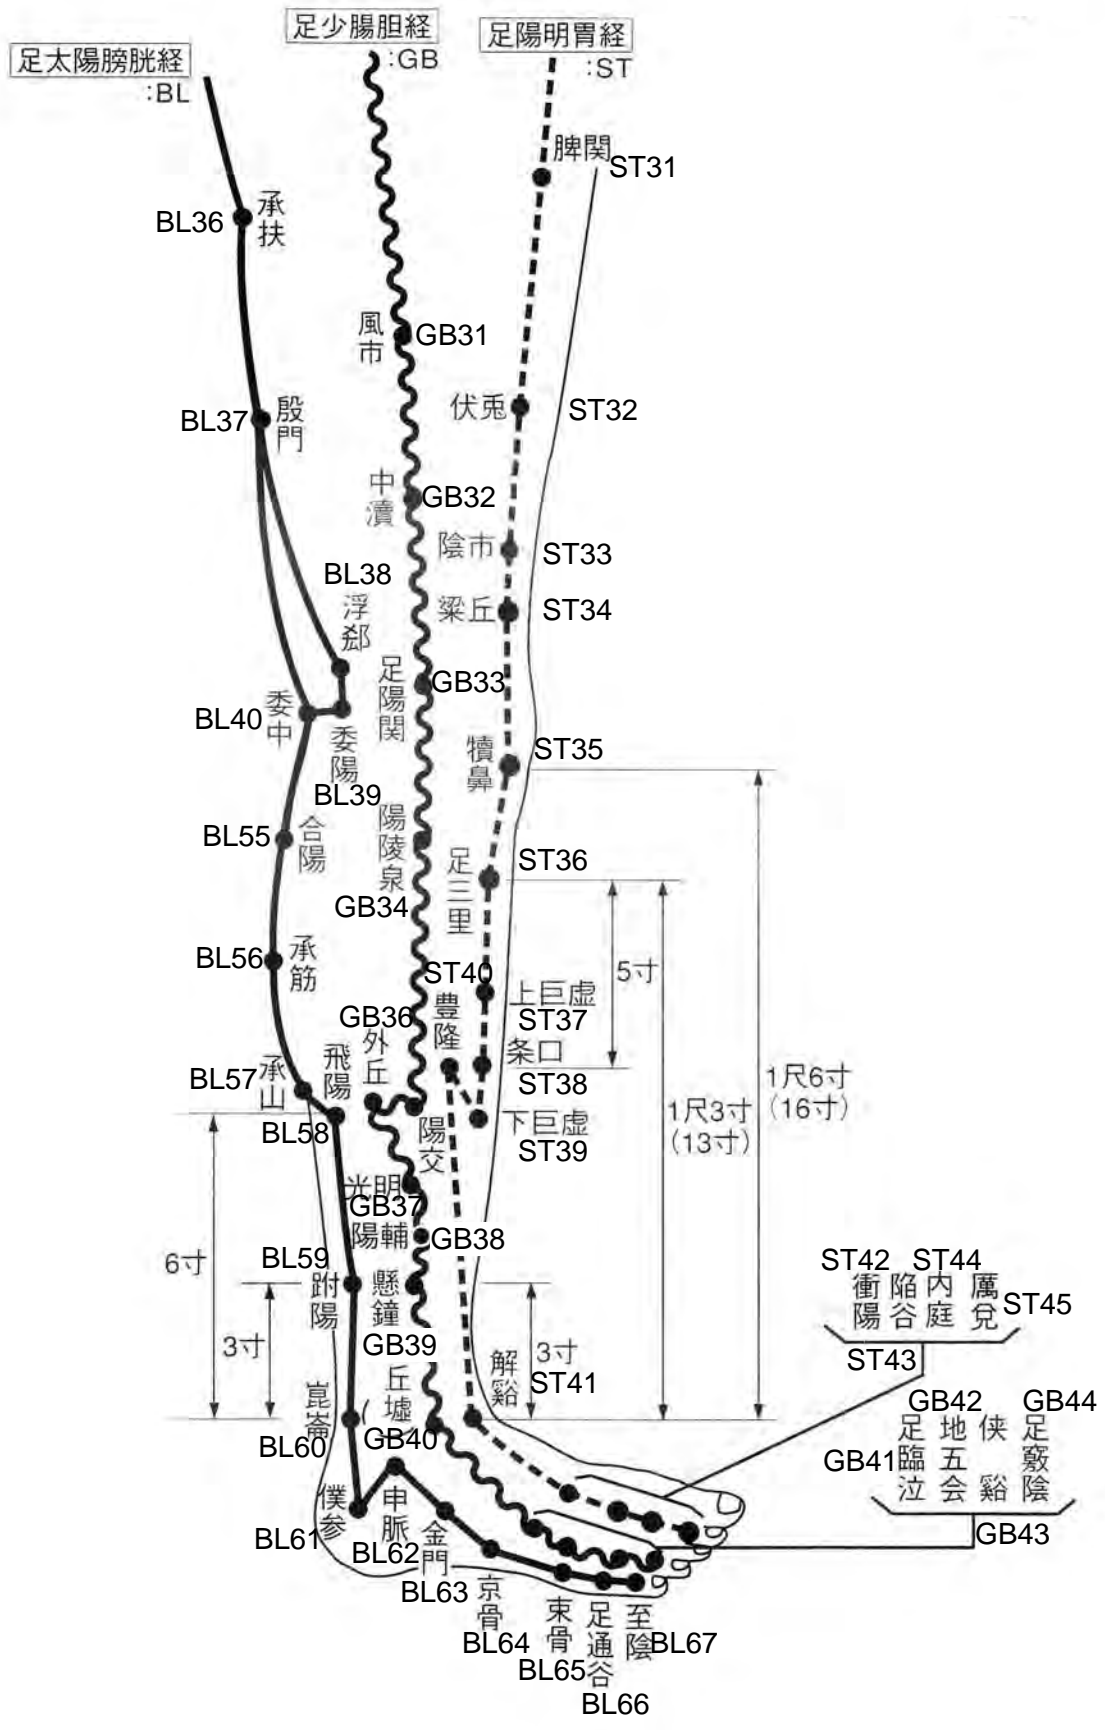 足太陽膀胱経
:BL
足少腸胆経
:GB
足陽明胃経
:ST
脾関 ST31
BL36 承扶
風市 GB31
伏兎 ST32
BL37 殷門
中瀆 GB32
陰市 ST33
BL38
浮郄
梁丘 ST34
足陽関 GB33
BL40 委中
委陽
BL39
犢鼻 ST35
BL55 合陽
陽陵泉
GB34
足三里 ST36
BL56 承筋
ST40
豊隆
上巨虚
ST37
5寸
GB36
外丘
条口
ST38
BL57 承山
飛陽
BL58
陽交
下巨虚
ST39
1尺3寸
(13寸)
1尺6寸
(16寸)
光明
GB37
陽輔 GB38
6寸
BL59
跗陽
3寸
懸鐘
GB39
3寸
解谿
ST41
崑崙
BL60
(丘墟)
GB40
ST42 ST44
衝陽 陥谷 内庭 厲兌 ST45
ST43
GB42 GB44
GB41 足臨泣 地五会 侠谿 足竅陰
GB43
僕参
BL61
申脈
BL62
金門
BL63
京骨
BL64
束骨
BL65
足通谷
BL66
至陰
BL67